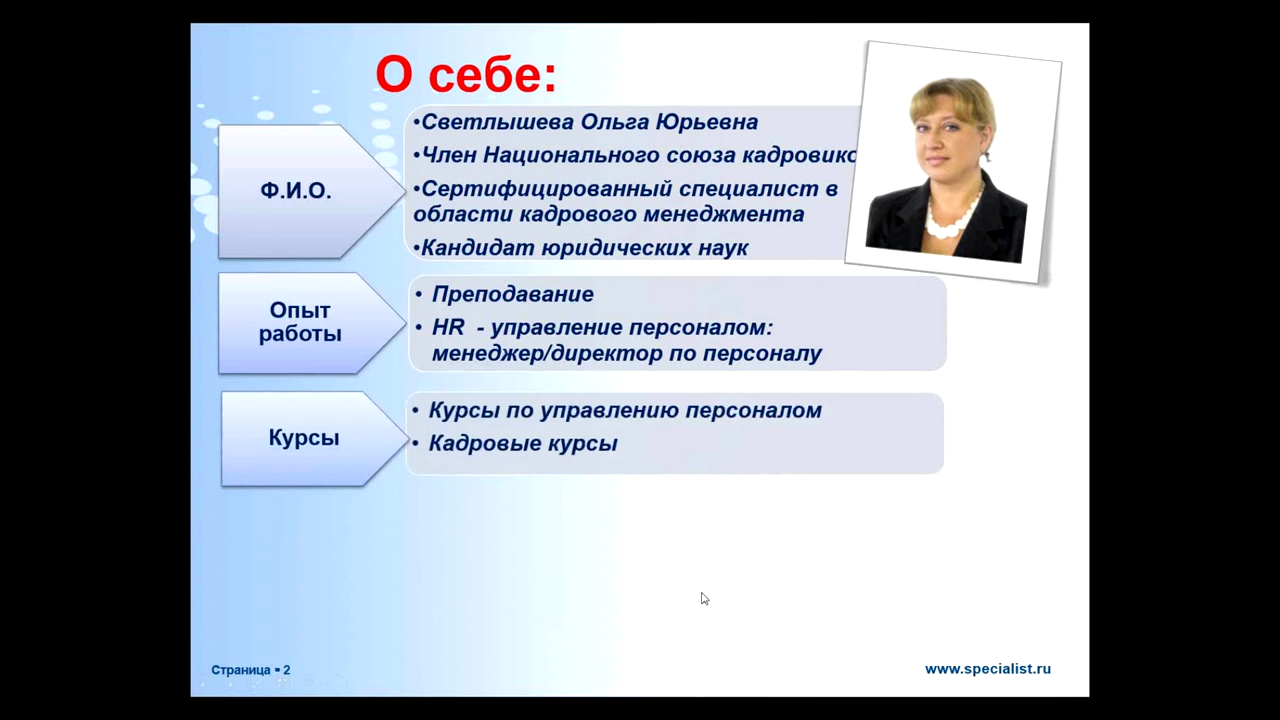 О себе:
Ф.И.О.
•Светлышева Ольга Юрьевна
•Член Национального союза
•Сертифицированный специалист в
области кадрового менеджмента
•Кандидат юридических наук
Опыт
работы
• Преподавание
• HR - управление персоналом:
менеджер/директор по персоналу
Курсы
• Курсы по управлению персоналом
• Кадровые курсы
Страница ▪ 2
www.specialist.ru